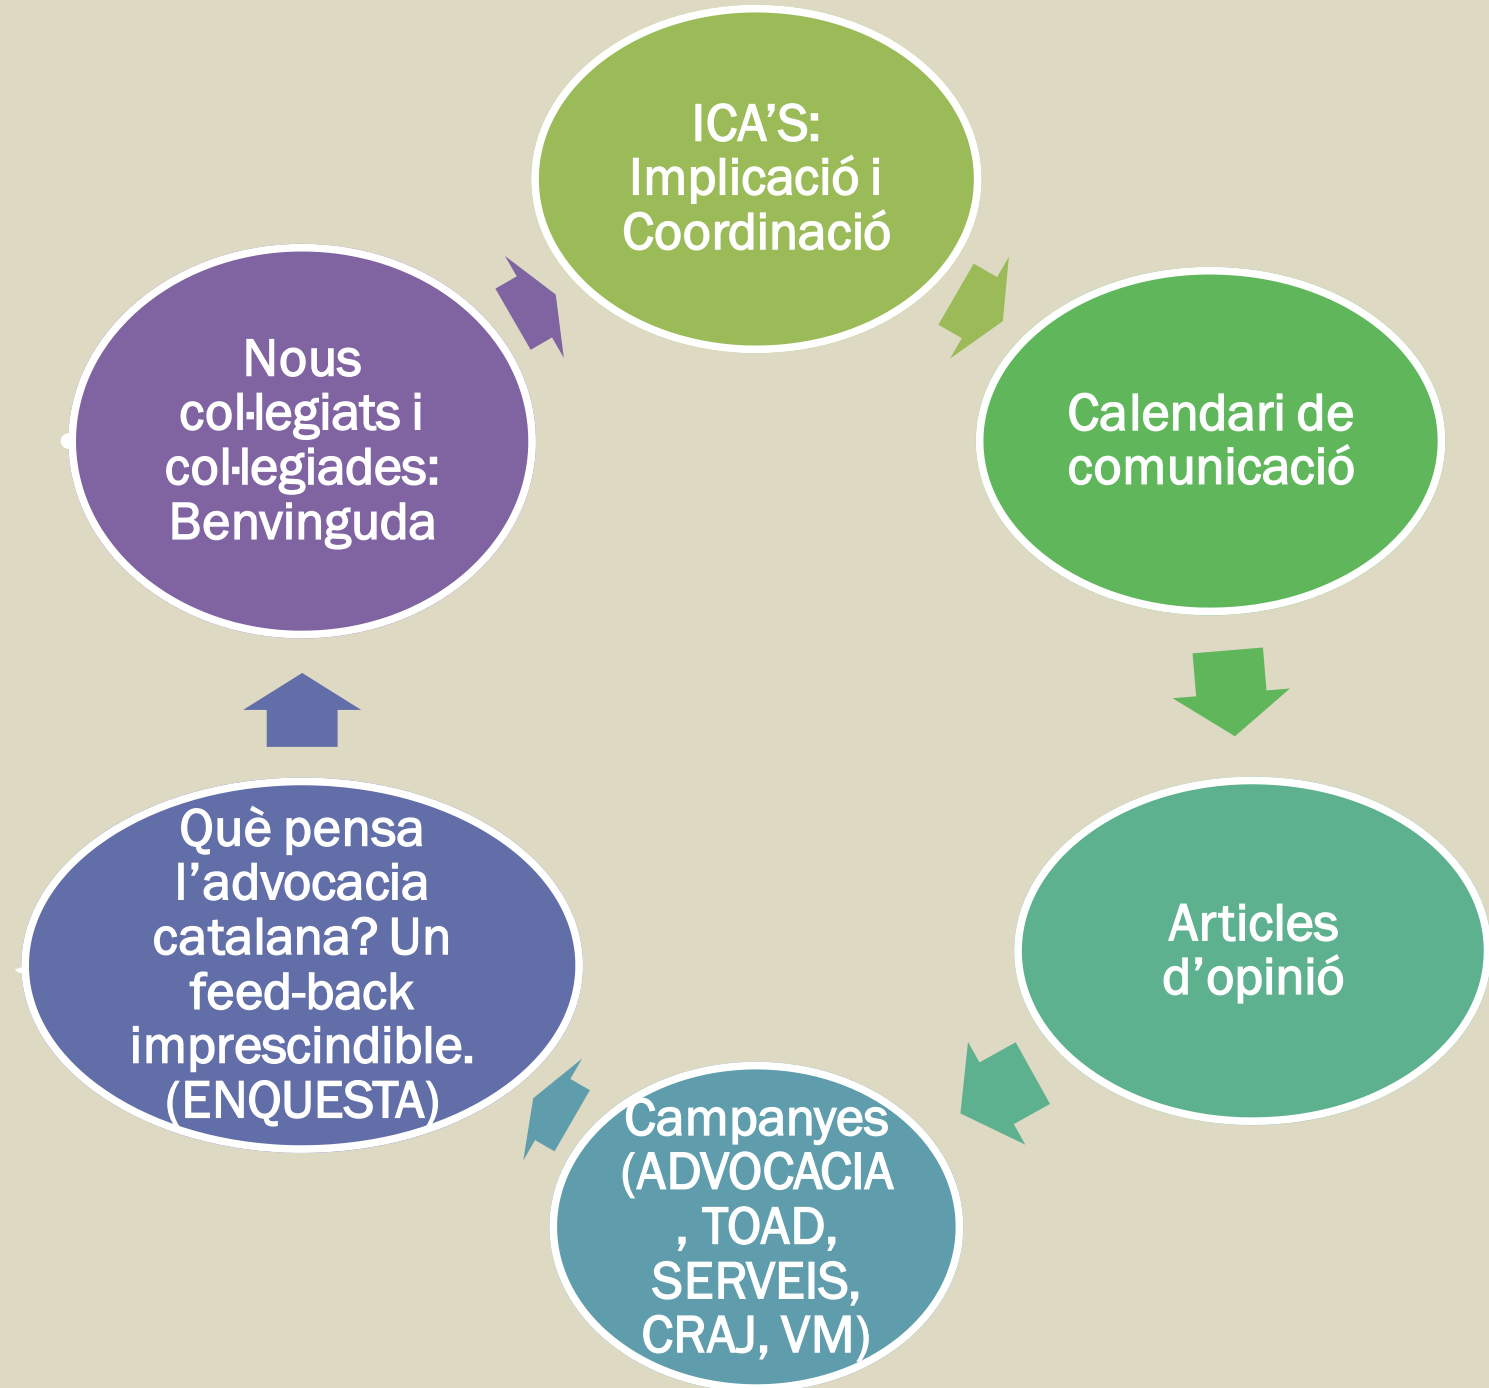 ICA’S:
Implicació i
Coordinació
Calendari de
comunicació
Articles
d’opinió
Campanyes
(ADVOCACIA
, TOAD,
SERVEIS,
CRAJ, VM)
Què pensa
l’advocacia
catalana? Un
feed-back
imprescindible.
(ENQUESTA)
Nous
col·legiats i
col·legiades:
Benvinguda